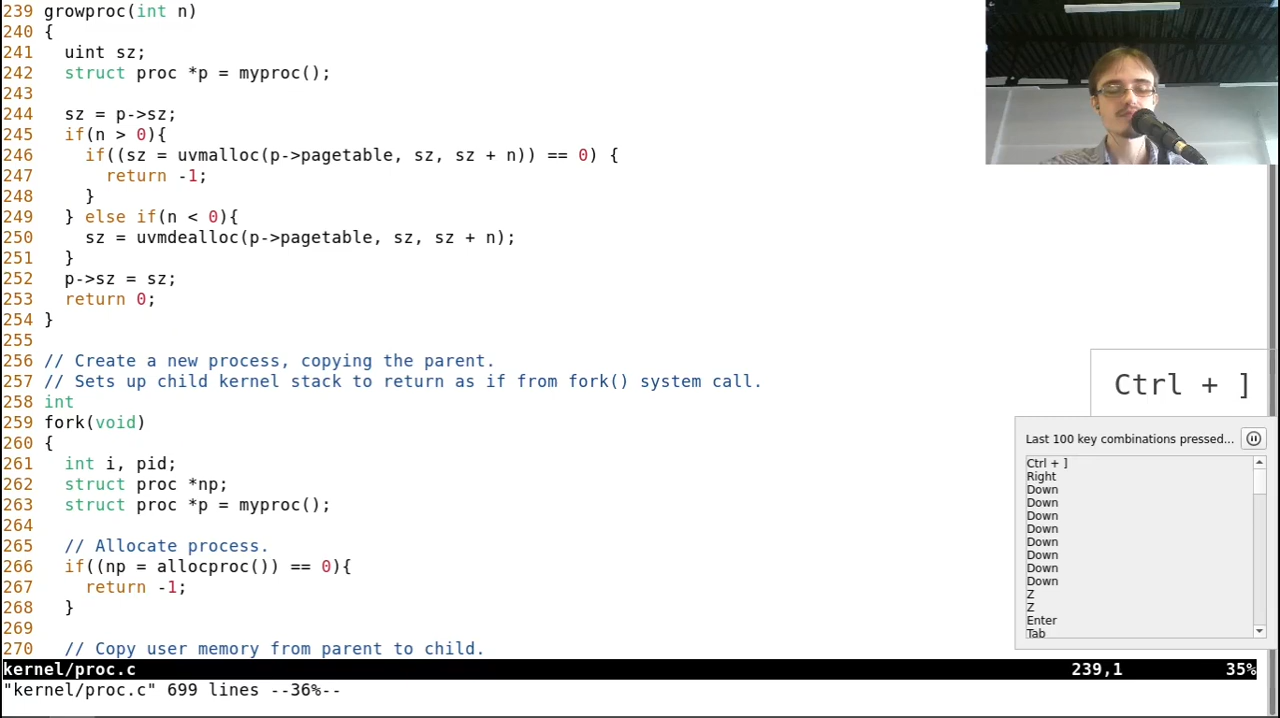 239 growproc(int n)
240 {
241   uint sz;
242   struct proc *p = myproc();
243
244   sz = p->sz;
245   if(n > 0){
246     if((sz = uvmalloc(p->pagetable, sz, sz + n)) == 0) {
247       return -1;
248     }
249   } else if(n < 0){
250     sz = uvmdealloc(p->pagetable, sz, sz + n);
251   }
252   p->sz = sz;
253   return 0;
254 }
255
256 // Create a new process, copying the parent.
257 // Sets up child kernel stack to return as if from fork() system call.
258 int
259 fork(void)
260 {
261   int i, pid;
262   struct proc *np;
263   struct proc *p = myproc();
264
265   // Allocate process.
266   if((np = allocproc()) == 0){
267     return -1;
268   }
269
270   // Copy user memory from parent to child.
kernel/proc.c 239,1 35%
"kernel/proc.c" 699 lines --36%--
Ctrl + ]
Last 100 key combinations pressed...
Ctrl + ]
Right
Down
Down
Down
Down
Down
Down
Down
Down
Z
Z
Enter
Tab